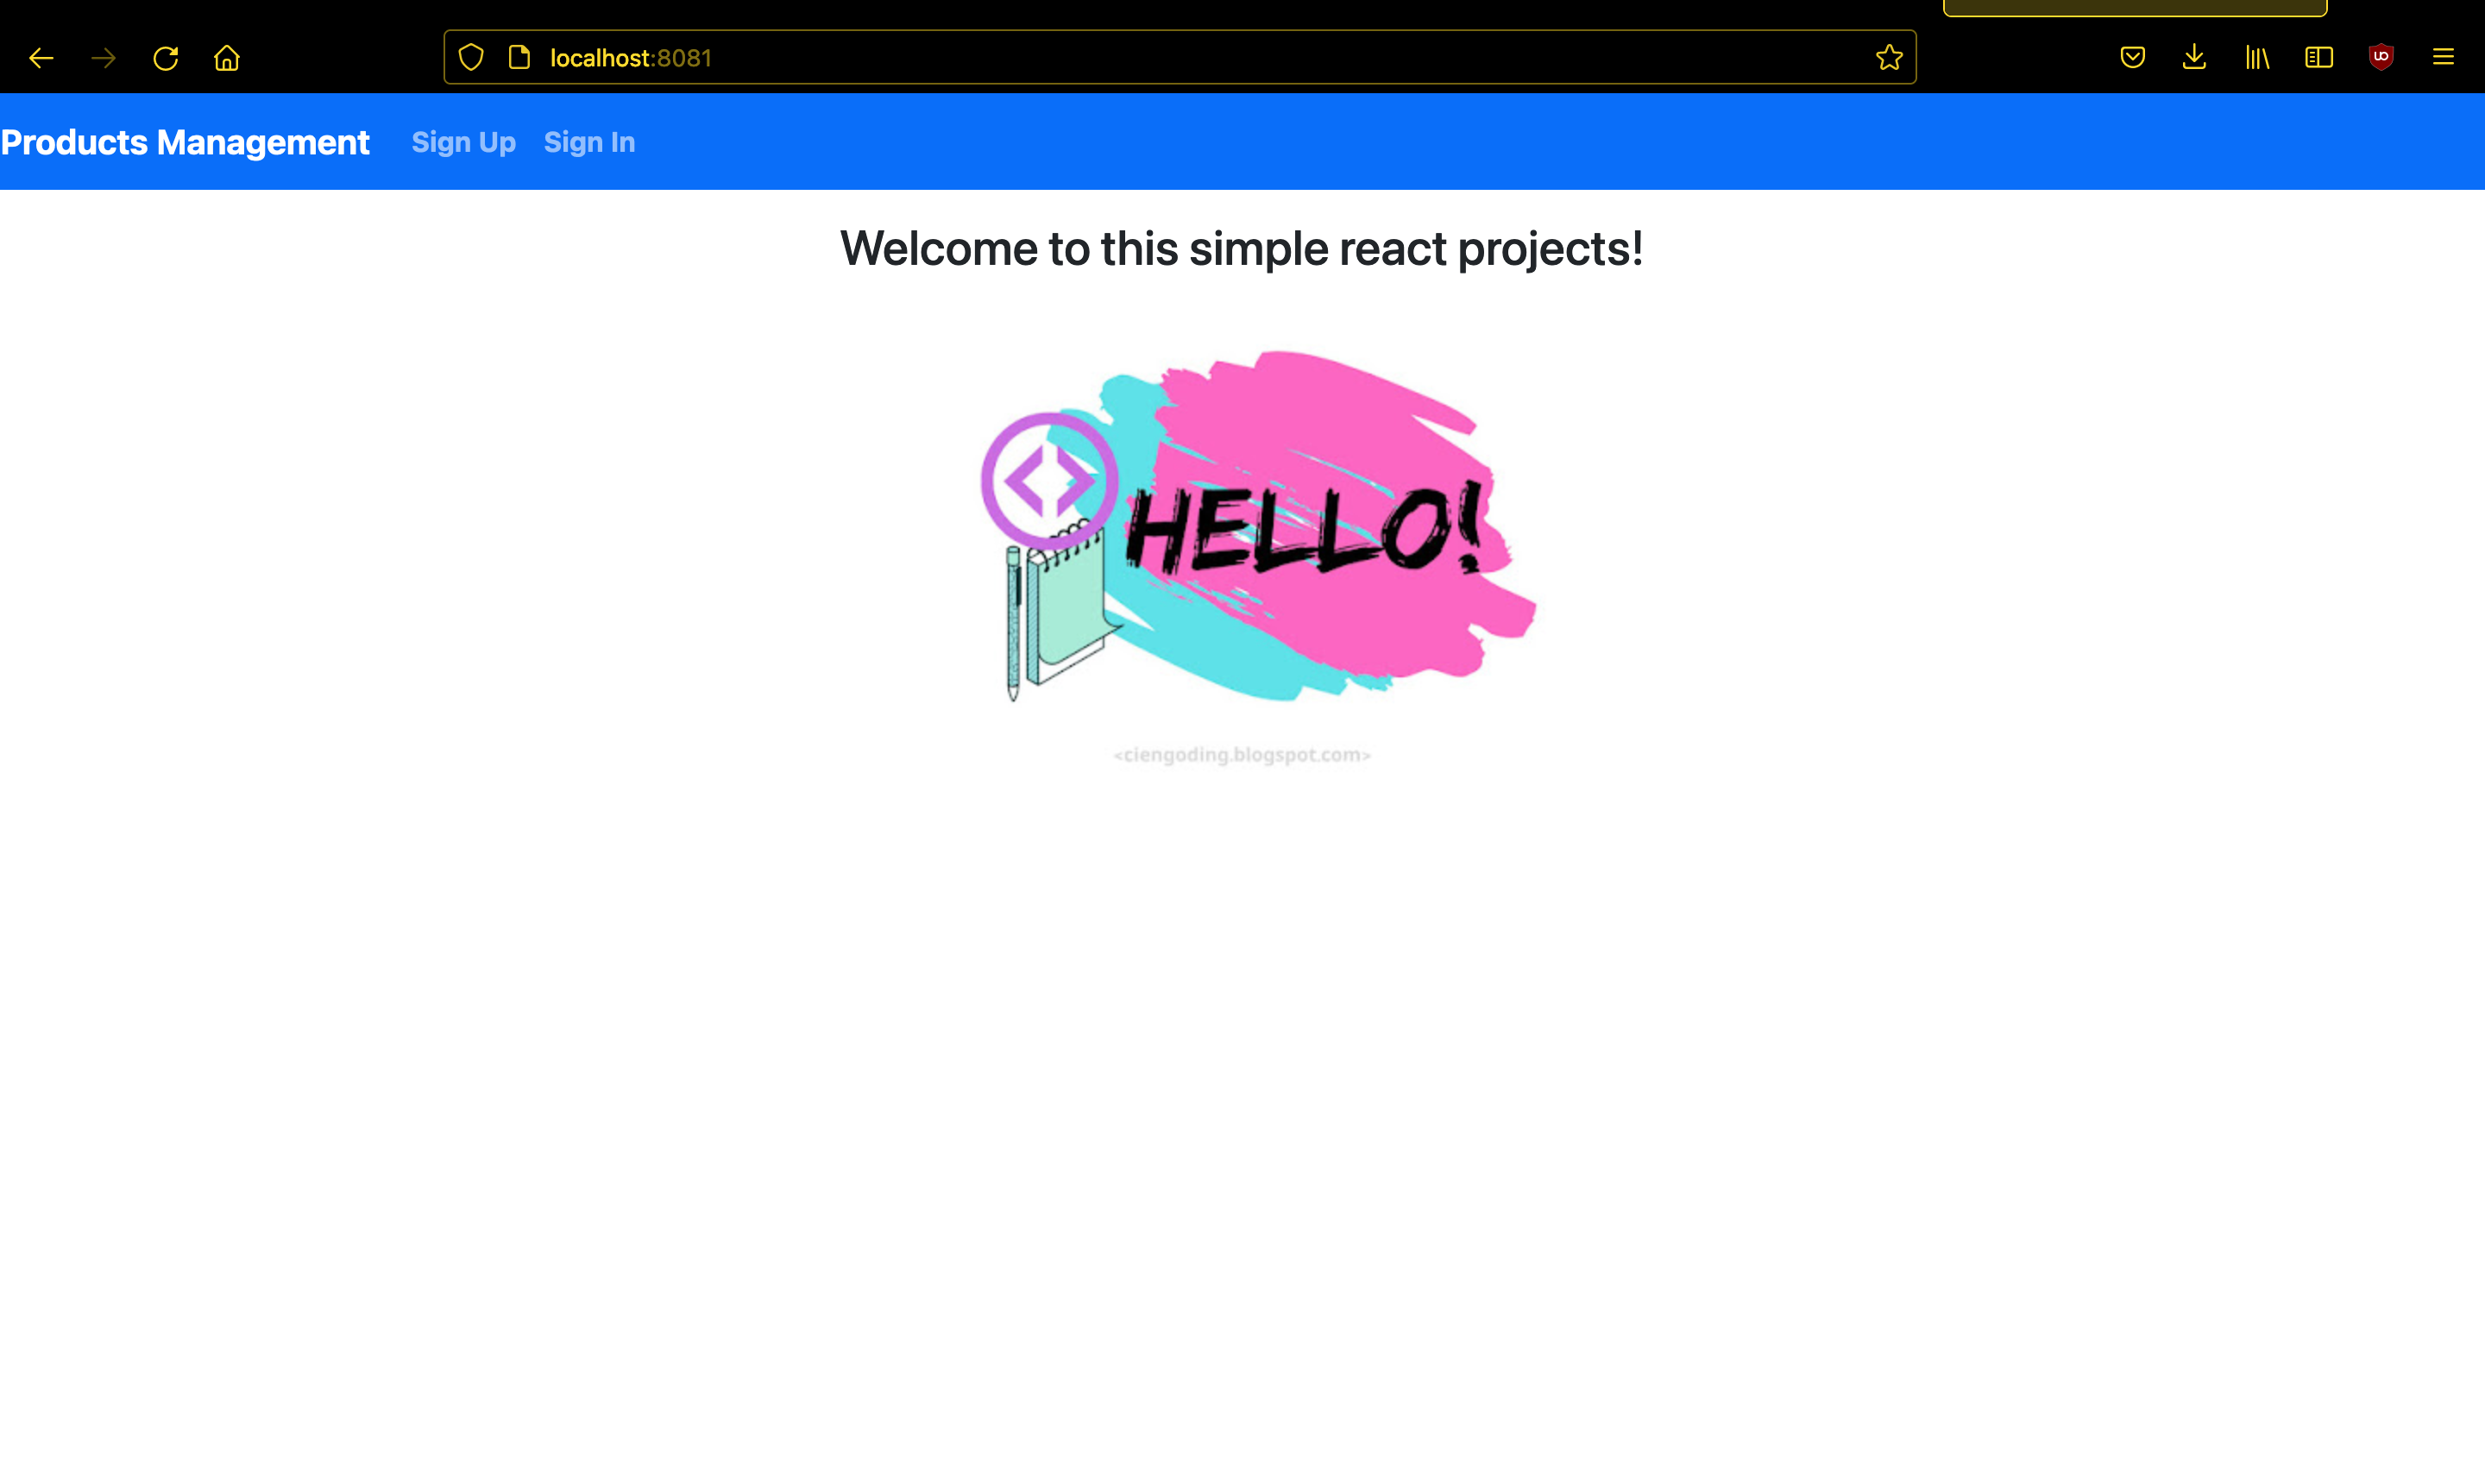 localhost:8081
Products Management Sign Up Sign In
Welcome to this simple react projects!
HELLO!
<ciengoding.blogspot.com>